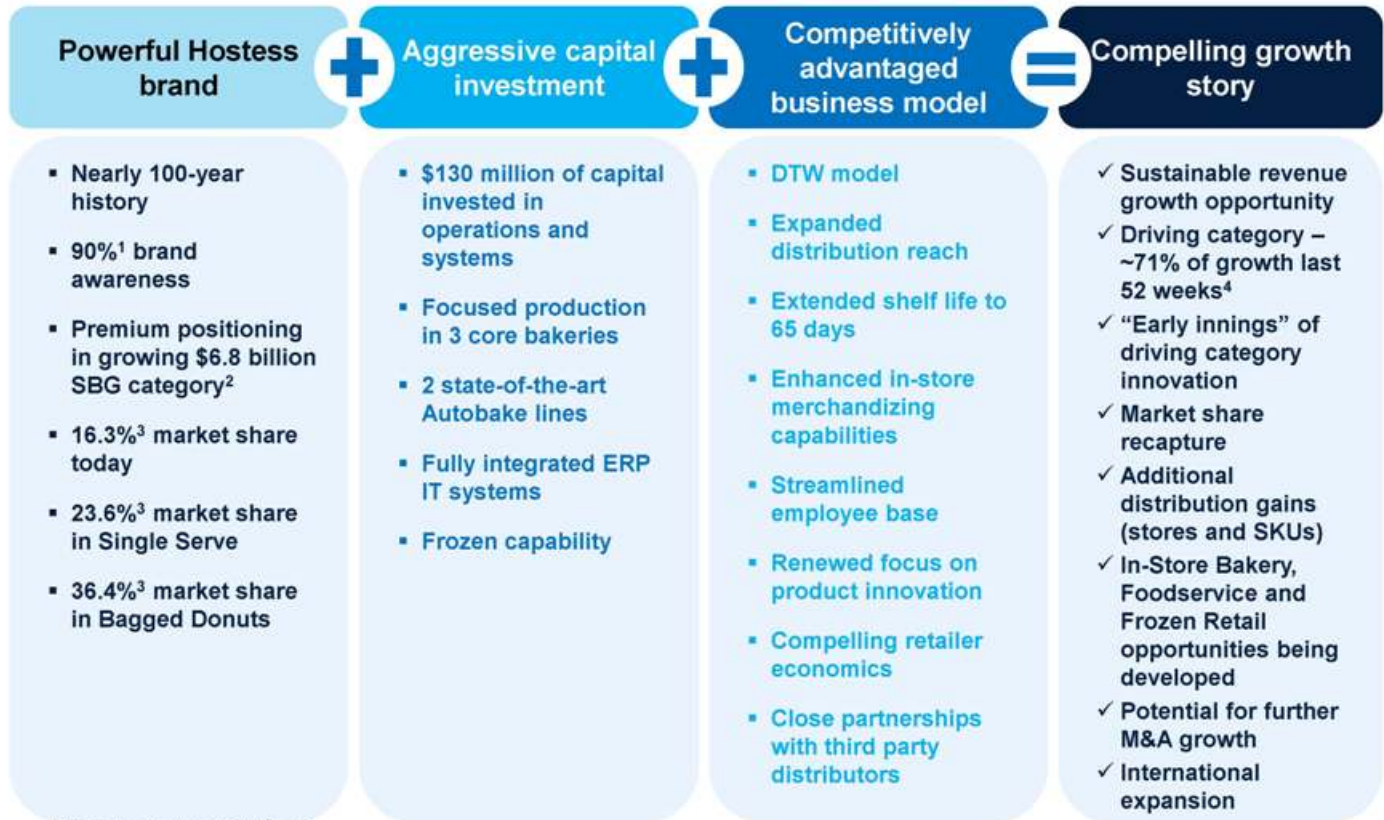 Powerful Hostess
brand
+
Aggressive capital
investment
+
Competitively
advantaged
business model
=
Compelling growth
story
▪ Nearly 100-year
history
▪ 90%¹ brand
awareness
▪ Premium positioning
in growing $6.8 billion
SBG category²
▪ 16.3%³ market share
today
▪ 23.6%³ market share
in Single Serve
▪ 36.4%³ market share
in Bagged Donuts
▪ $130 million of capital
invested in
operations and
systems
▪ Focused production
in 3 core bakeries
▪ 2 state-of-the-art
Autobake lines
▪ Fully integrated ERP
IT systems
▪ Frozen capability
▪ DTW model
▪ Expanded
distribution reach
▪ Extended shelf life to
65 days
▪ Enhanced in-store
merchandizing
capabilities
▪ Streamlined
employee base
▪ Renewed focus on
product innovation
▪ Compelling retailer
economics
▪ Close partnerships
with third party
distributors
✓ Sustainable revenue
growth opportunity
✓ Driving category –
~71% of growth last
52 weeks⁴
✓ “Early innings” of
driving category
innovation
✓ Market share
recapture
✓ Additional
distribution gains
(stores and SKUs)
✓ In-Store Bakery,
Foodservice and
Frozen Retail
opportunities being
developed
✓ Potential for further
M&A growth
✓ International
expansion